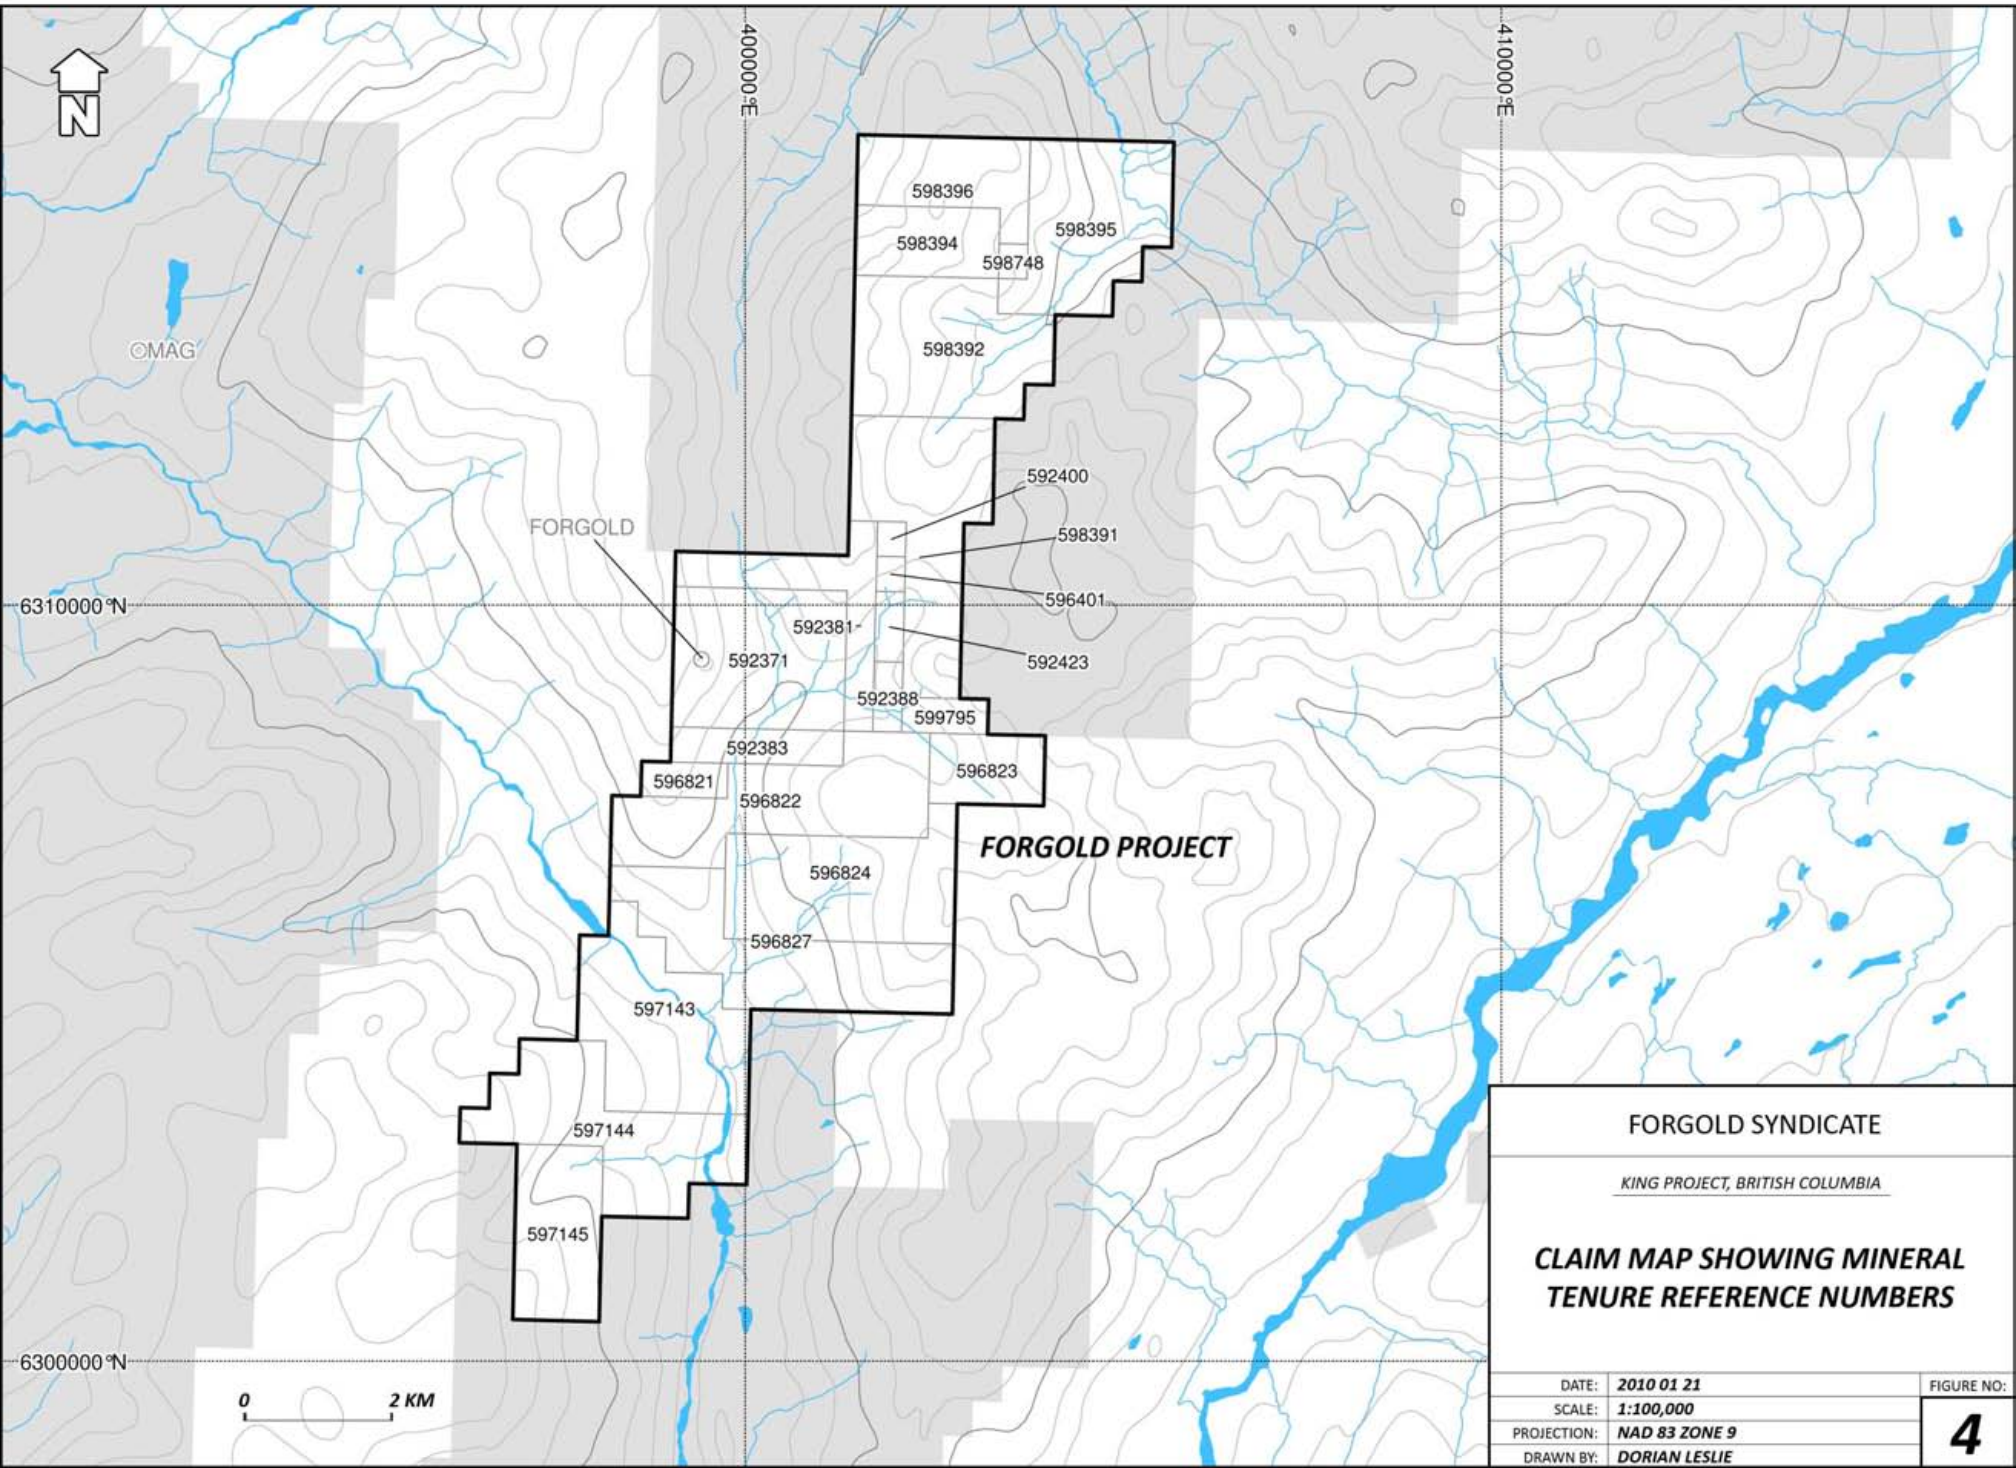 400000°E
410000°E
N
598396
598395
598394
598748
OMAG
598392
592400
FORGOLD
598391
596401
6310000°N
592381
592371
592423
592388
599795
592383
596823
596821
596822
FORGOLD PROJECT
596824
596827
597143
597144
597145
6300000°N
0 2 KM
FORGOLD SYNDICATE
KING PROJECT, BRITISH COLUMBIA
CLAIM MAP SHOWING MINERAL
TENURE REFERENCE NUMBERS
DATE: 2010 01 21
SCALE: 1:100,000
PROJECTION: NAD 83 ZONE 9
DRAWN BY: DORIAN LESLIE
FIGURE NO:
4